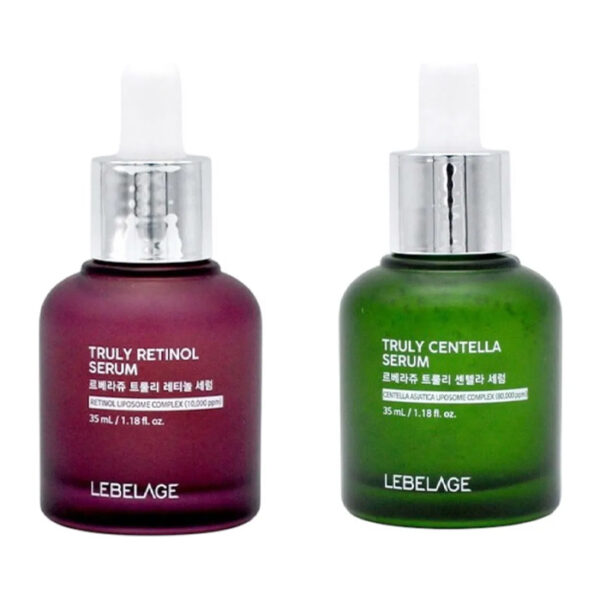 TRULY RETINOL
SERUM
르베라쥬 트룰리 레티놀 세럼
RETINOL LIPOSOME COMPLEX (10,000 ppm)
35 mL / 1.18 fl. oz.
LEBELAGE
TRULY CENTELLA
SERUM
르베라쥬 트룰리 센텔라 세럼
CENTELLA ASIATICA LIPOSOME COMPLEX (80,000 ppm)
35 mL / 1.18 fl. oz.
LEBELAGE